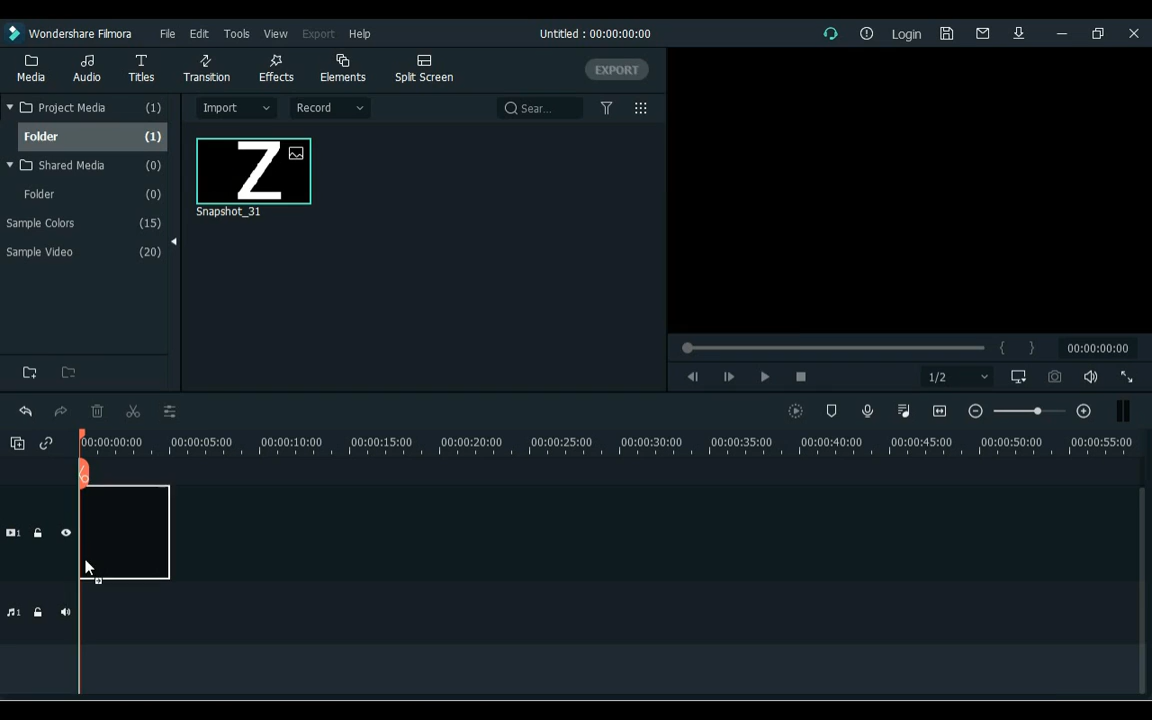 Wondershare Filmora File Edit Tools View Export Help Untitled : 00:00:00:00 Login
Media Audio Titles Transition Effects Elements Split Screen EXPORT
Project Media (1) Import Record Sear...
Folder (1)
Z
Shared Media (0)
Folder (0)
Snapshot_31
Sample Colors (15)
Sample Video (20)
{ } 00:00:00:00
1/2
00:00:00:00 00:00:05:00 00:00:10:00 00:00:15:00 00:00:20:00 00:00:25:00 00:00:30:00 00:00:35:00 00:00:40:00 00:00:45:00 00:00:50:00 00:00:55:00
1
1